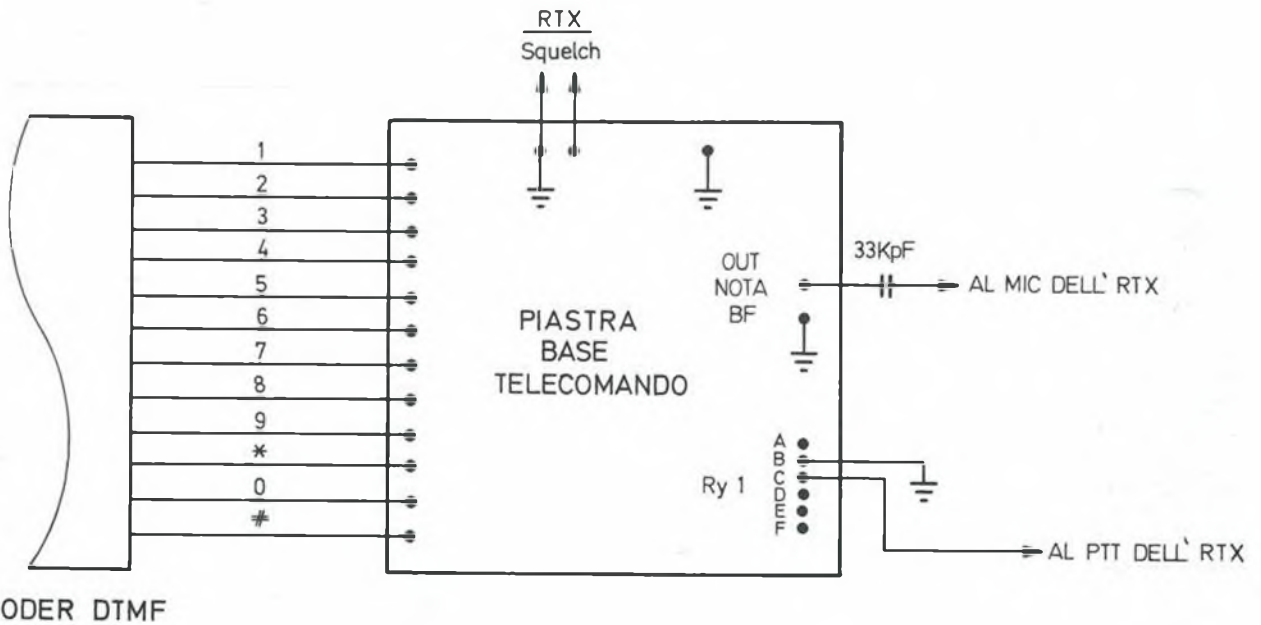 RTX
Squelch
1
2
3
4
5
6
7
8
9
*
0
#
PIASTRA
BASE
TELECOMANDO
OUT
NOTA
BF
33KpF
AL MIC DELL' RTX
Ry 1
A
B
C
D
E
F
AL PTT DELL' RTX
ODER DTMF